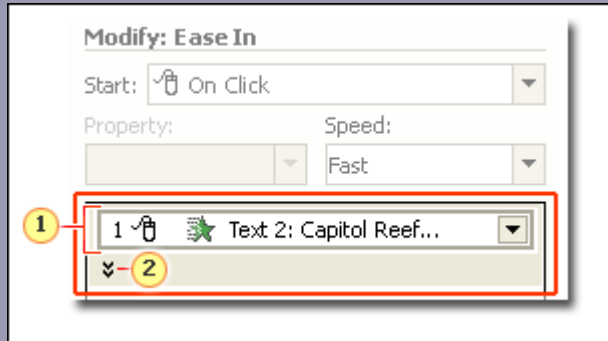 Modify: Ease In
Start: On Click
Property: Speed:
Fast
1 1 Text 2: Capitol Reef...
2